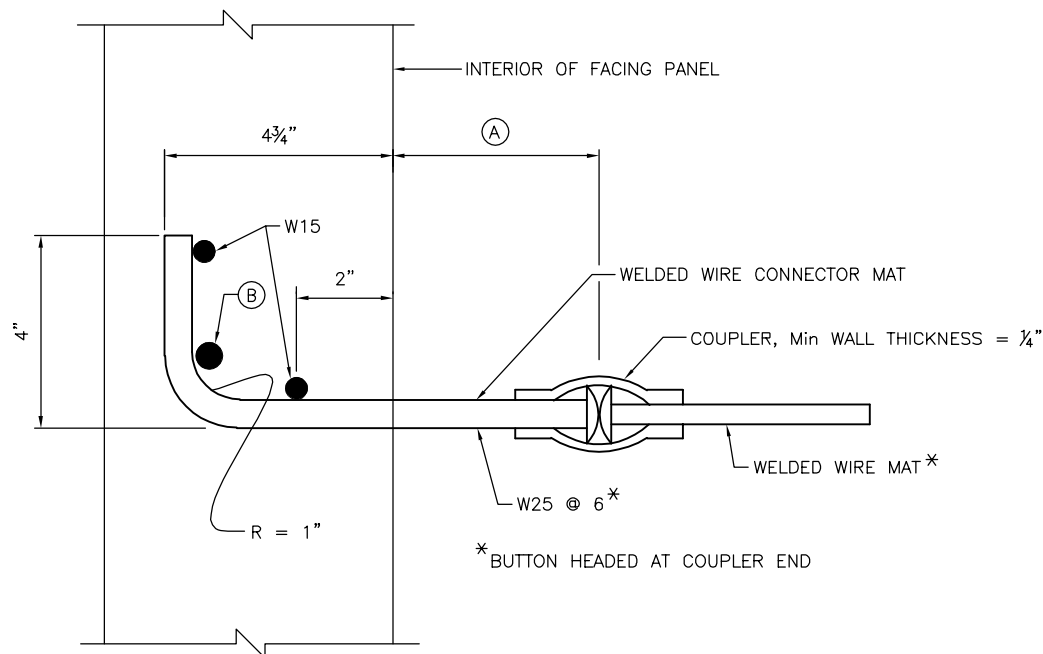 INTERIOR OF FACING PANEL
4¾"
A
W15
B
2"
WELDED WIRE CONNECTOR MAT
4"
COUPLER, Min WALL THICKNESS = ¼"
WELDED WIRE MAT*
W25 @ 6*
R = 1"
*BUTTON HEADED AT COUPLER END